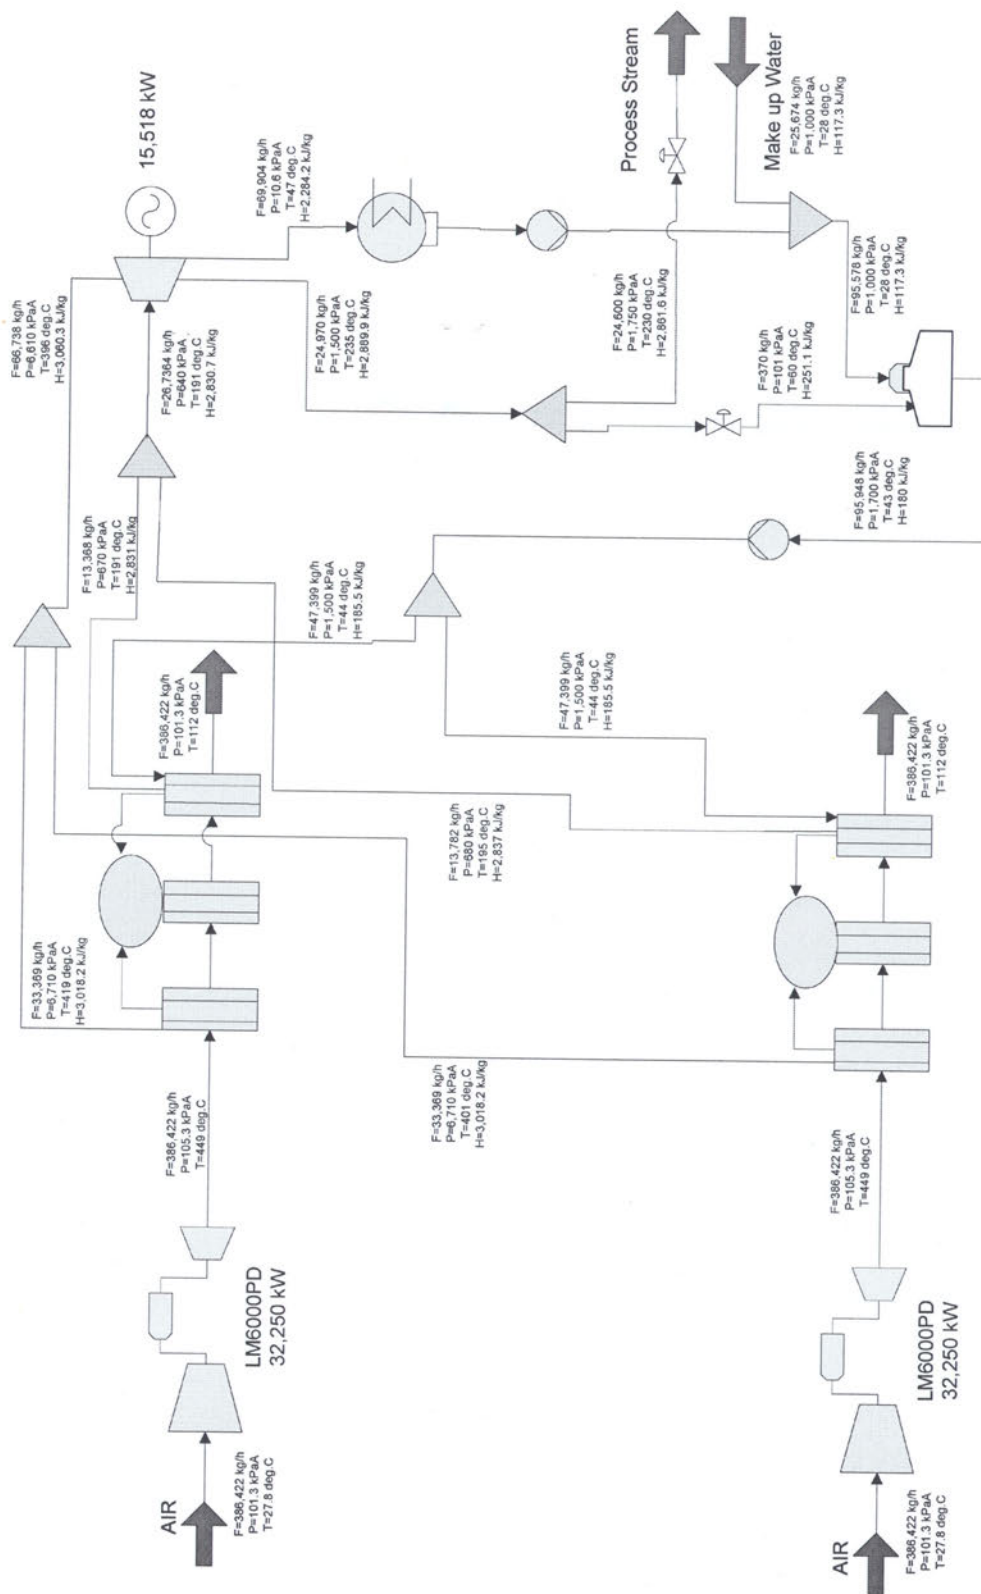 15,518 kW
F=66,738 kg/h
P=6,610 kPaA
T=396 deg.C
H=3,060.3 kJ/kg
F=69,904 kg/h
P=10.6 kPaA
T=47 deg.C
H=2,284.2 kJ/kg
Process Stream
Make up Water
F=25,674 kg/h
P=1,000 kPaA
T=28 deg.C
H=117.3 kJ/kg
F=26,7364 kg/h
P=640 kPaA
T=191 deg.C
H=2,830.7 kJ/kg
F=24,970 kg/h
P=1,500 kPaA
T=235 deg.C
H=2,889.9 kJ/kg
F=24,600 kg/h
P=1,750 kPaA
T=230 deg.C
H=2,861.6 kJ/kg
F=95,578 kg/h
P=1,000 kPaA
T=28 deg.C
H=117.3 kJ/kg
F=370 kg/h
P=101 kPaA
T=60 deg.C
H=251.1 kJ/kg
F=13,368 kg/h
P=670 kPaA
T=191 deg.C
H=2,831 kJ/kg
F=47,399 kg/h
P=1,500 kPaA
T=44 deg.C
H=185.5 kJ/kg
F=95,948 kg/h
P=1,700 kPaA
T=43 deg.C
H=180 kJ/kg
F=386,422 kg/h
P=101.3 kPaA
T=112 deg.C
F=47,399 kg/h
P=1,500 kPaA
T=44 deg.C
H=185.5 kJ/kg
F=386,422 kg/h
P=101.3 kPaA
T=112 deg.C
F=13,782 kg/h
P=680 kPaA
T=195 deg.C
H=2,837 kJ/kg
F=33,369 kg/h
P=6,710 kPaA
T=419 deg.C
H=3,018.2 kJ/kg
F=33,369 kg/h
P=6,710 kPaA
T=401 deg.C
H=3,018.2 kJ/kg
F=386,422 kg/h
P=105.3 kPaA
T=449 deg.C
F=386,422 kg/h
P=105.3 kPaA
T=449 deg.C
LM6000PD
32,250 kW
LM6000PD
32,250 kW
AIR
F=386,422 kg/h
P=101.3 kPaA
T=27.8 deg.C
AIR
F=386,422 kg/h
P=101.3 kPaA
T=27.8 deg.C